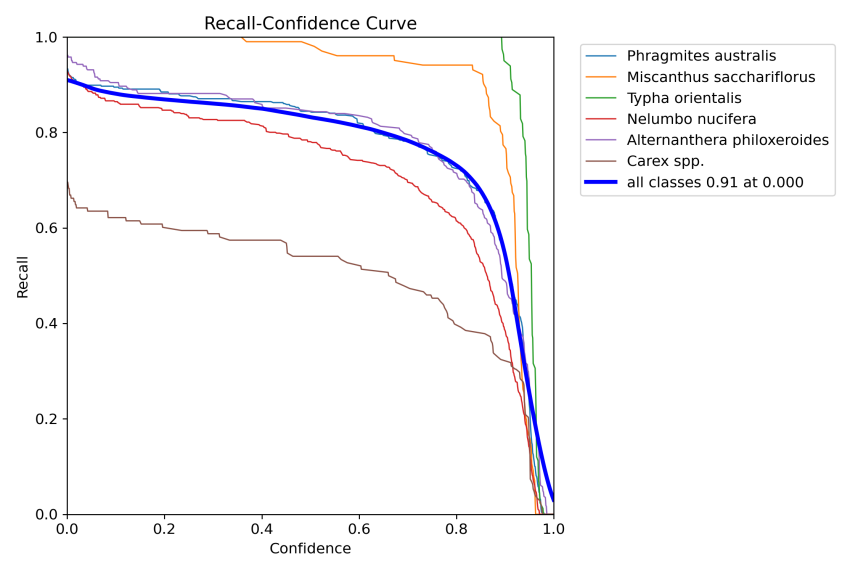 Recall-Confidence Curve
1.0
0.8
0.6
0.4
0.2
0.0
Recall
0.0 0.2 0.4 0.6 0.8 1.0
Confidence
Phragmites australis
Miscanthus sacchariflorus
Typha orientalis
Nelumbo nucifera
Alternanthera philoxeroides
Carex spp.
all classes 0.91 at 0.000